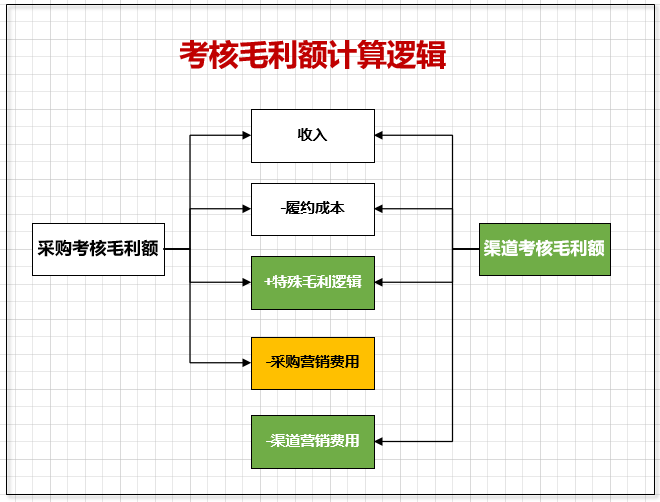 考核毛利额计算逻辑
收入
-履约成本
采购考核毛利额
渠道考核毛利额
+特殊毛利逻辑
-采购营销费用
-渠道营销费用